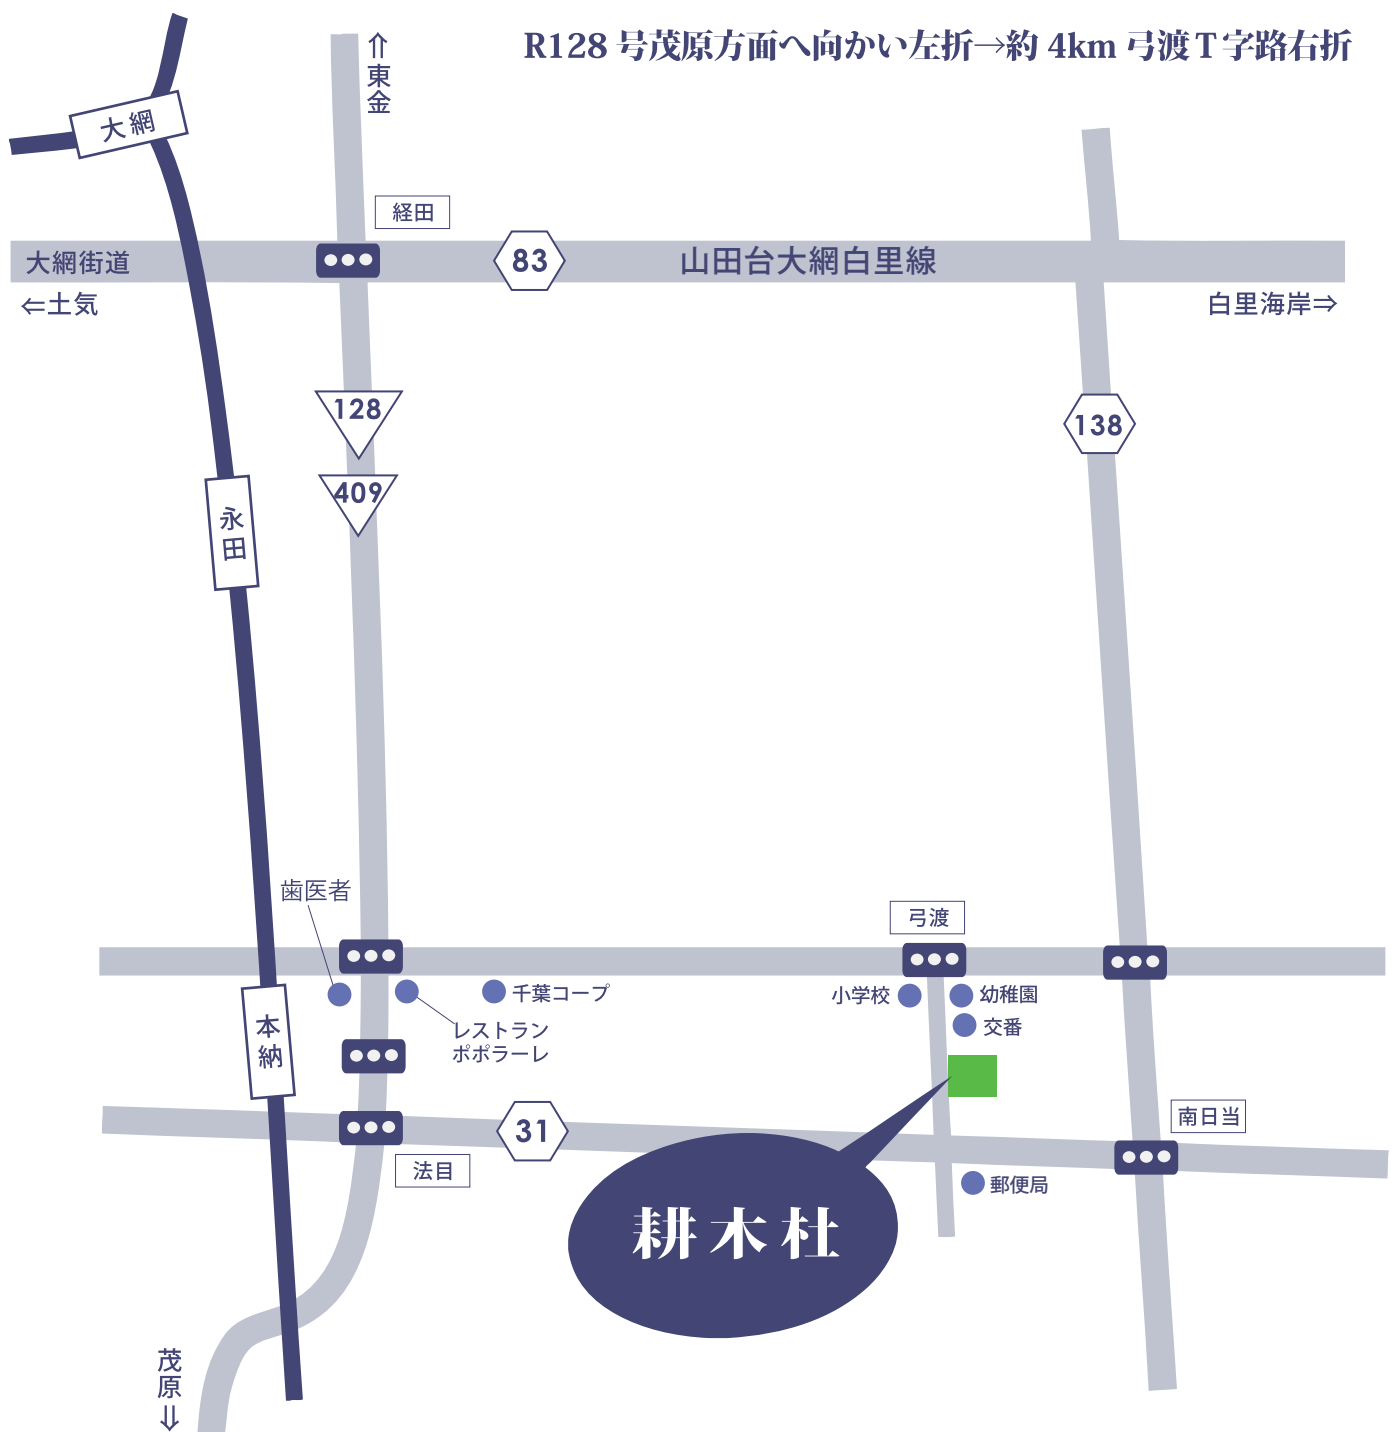 R128 号茂原方面へ向かい左折→約 4km 弓渡T字路右折
⇑東金
大網
経田
大網街道
83
山田台大網白里線
⇐土気
白里海岸⇒
128
138
409
永田
歯医者
弓渡
千葉コープ
小学校
幼稚園
レストラン
ポポラーレ
交番
本納
31
南日当
法目
郵便局
耕木杜
茂原⇓